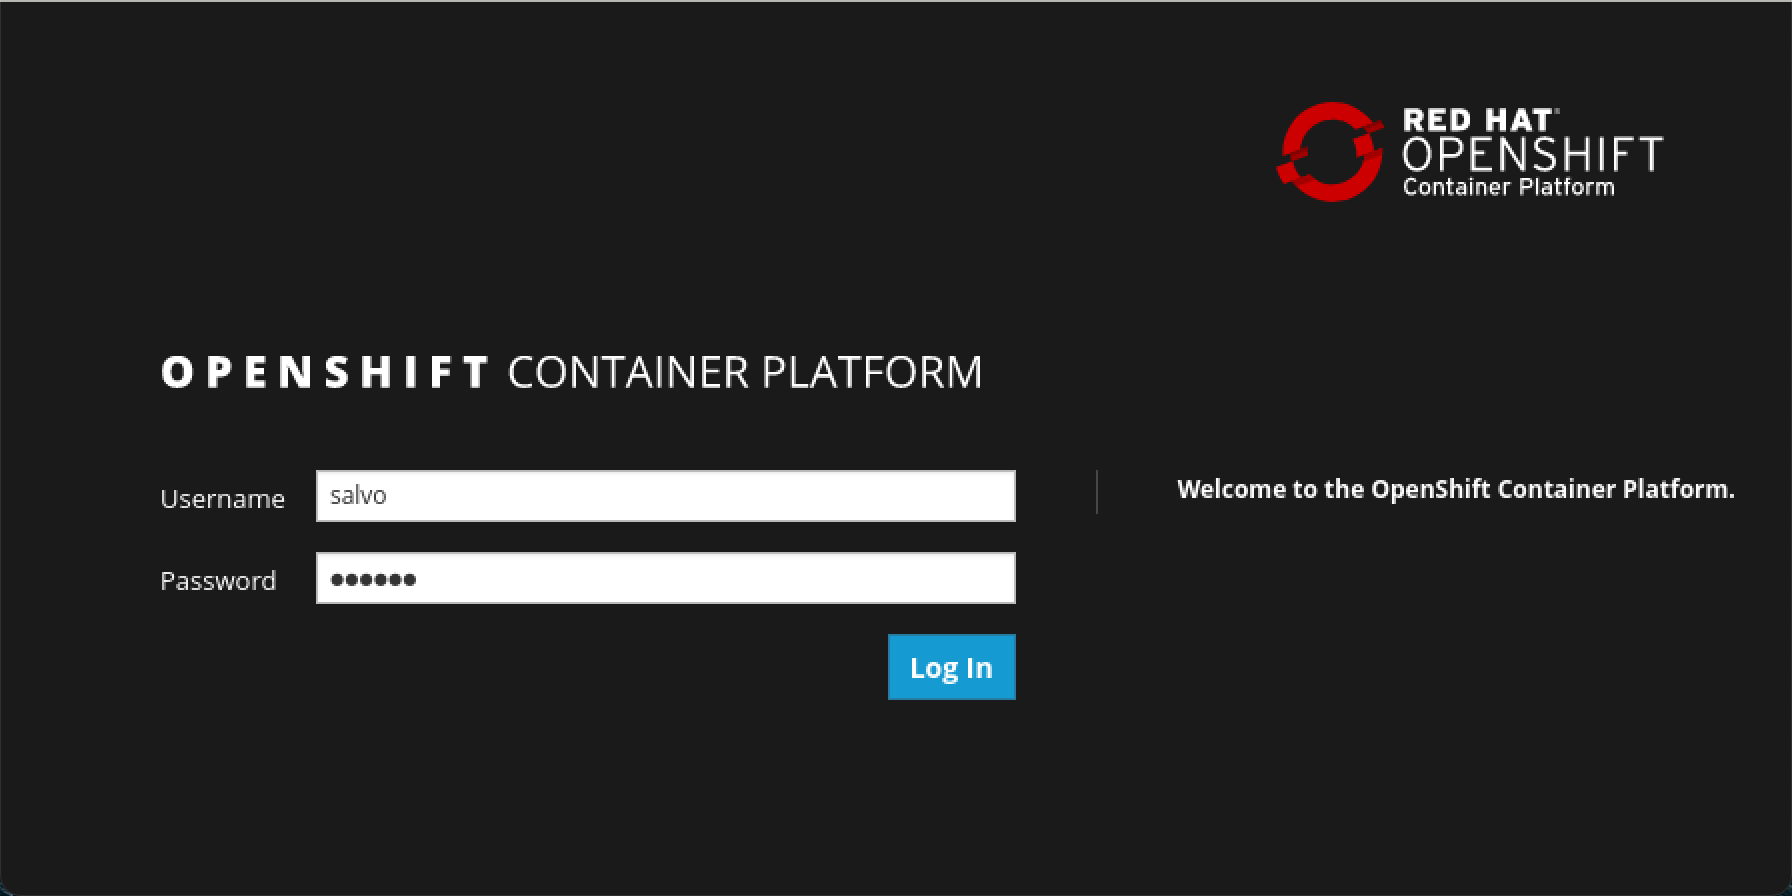 RED HAT®
OPENSHIFT
Container Platform
OPENSHIFT CONTAINER PLATFORM
Username
salvo
Password
••••••
Log In
Welcome to the OpenShift Container Platform.